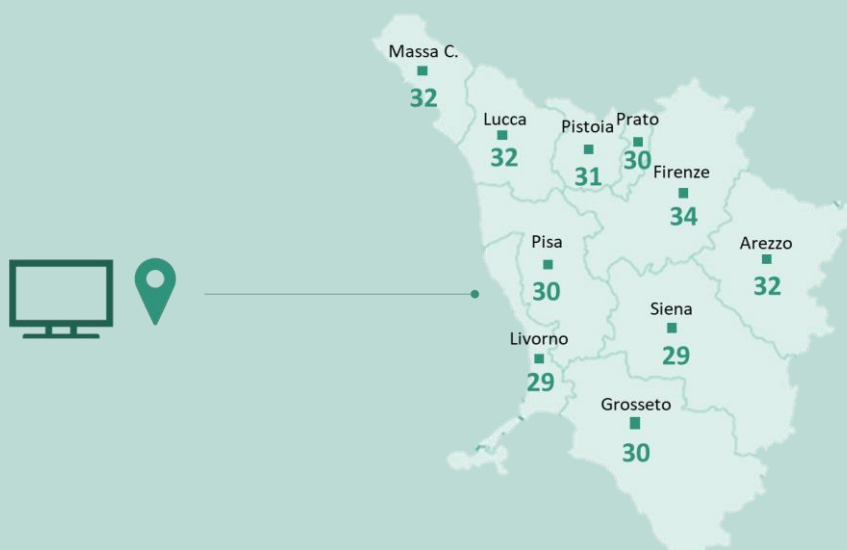 Massa C.
32
Lucca
32
Pistoia
31
Prato
30
Firenze
34
Pisa
30
Arezzo
32
Siena
29
Livorno
29
Grosseto
30